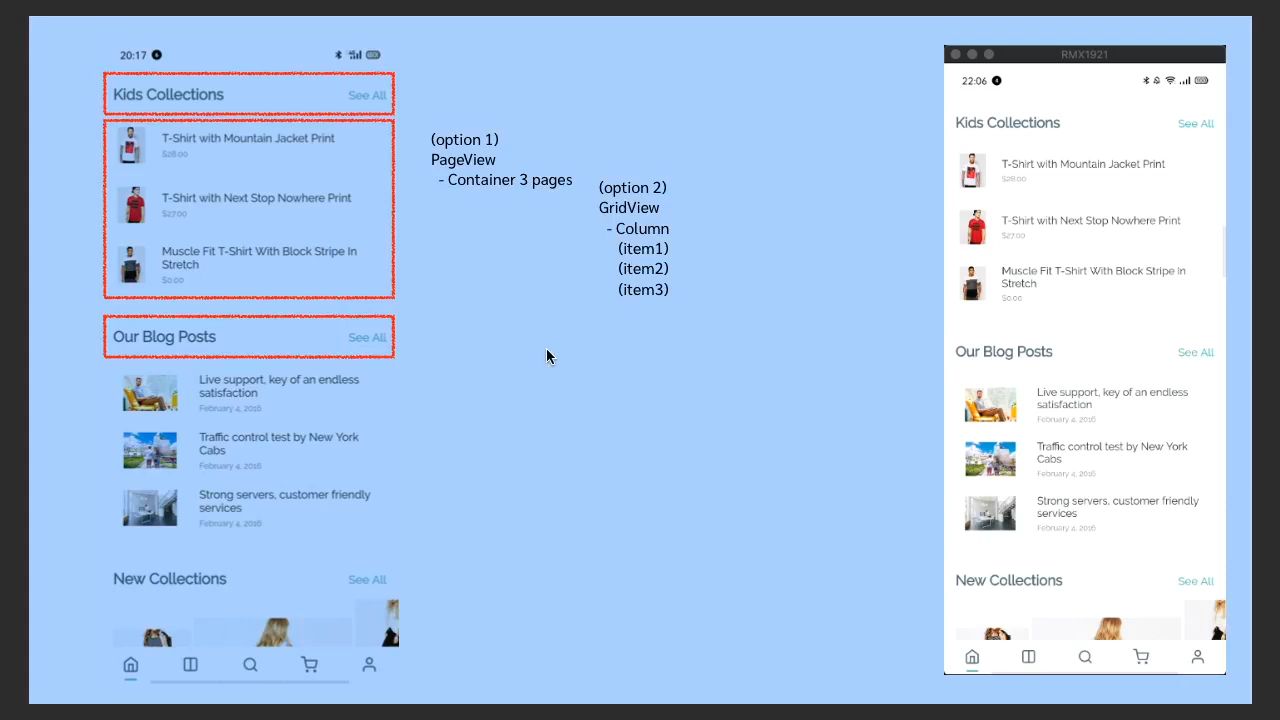 20:17
Kids Collections See All
T-Shirt with Mountain Jacket Print
$28.00
T-Shirt with Next Stop Nowhere Print
$27.00
Muscle Fit T-Shirt With Block Stripe In
Stretch
$0.00
Our Blog Posts See All
Live support, key of an endless
satisfaction
February 4, 2016
Traffic control test by New York
Cabs
February 4, 2016
Strong servers, customer friendly
services
February 4, 2016
New Collections See All
(option 1)
PageView
- Container 3 pages
(option 2)
GridView
- Column
(item1)
(item2)
(item3)
RMX1921
22:06
Kids Collections See All
T-Shirt with Mountain Jacket Print
$28.00
T-Shirt with Next Stop Nowhere Print
$27.00
Muscle Fit T-Shirt With Block Stripe In
Stretch
$0.00
Our Blog Posts See All
Live support, key of an endless
satisfaction
February 4, 2016
Traffic control test by New York
Cabs
February 4, 2016
Strong servers, customer friendly
services
February 4, 2016
New Collections See All